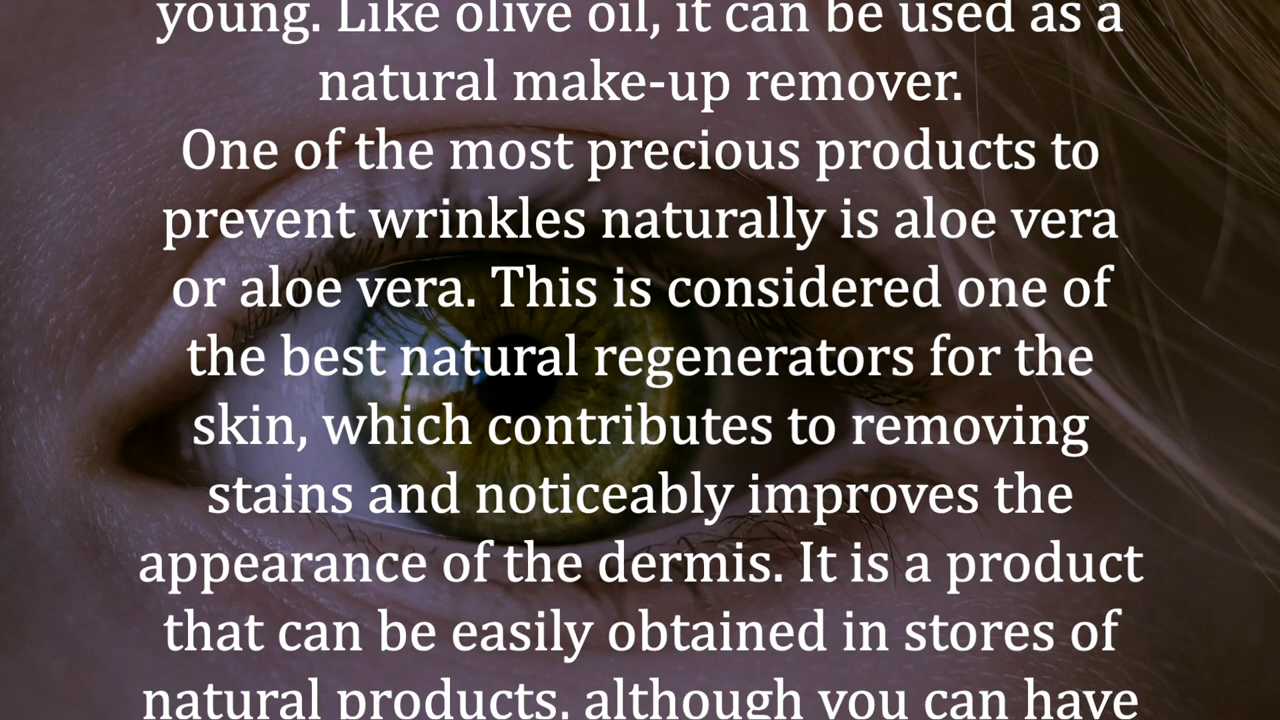 young. Like olive oil, it can be used as a
natural make-up remover.
One of the most precious products to
prevent wrinkles naturally is aloe vera
or aloe vera. This is considered one of
the best natural regenerators for the
skin, which contributes to removing
stains and noticeably improves the
appearance of the dermis. It is a product
that can be easily obtained in stores of
natural products, although you can have